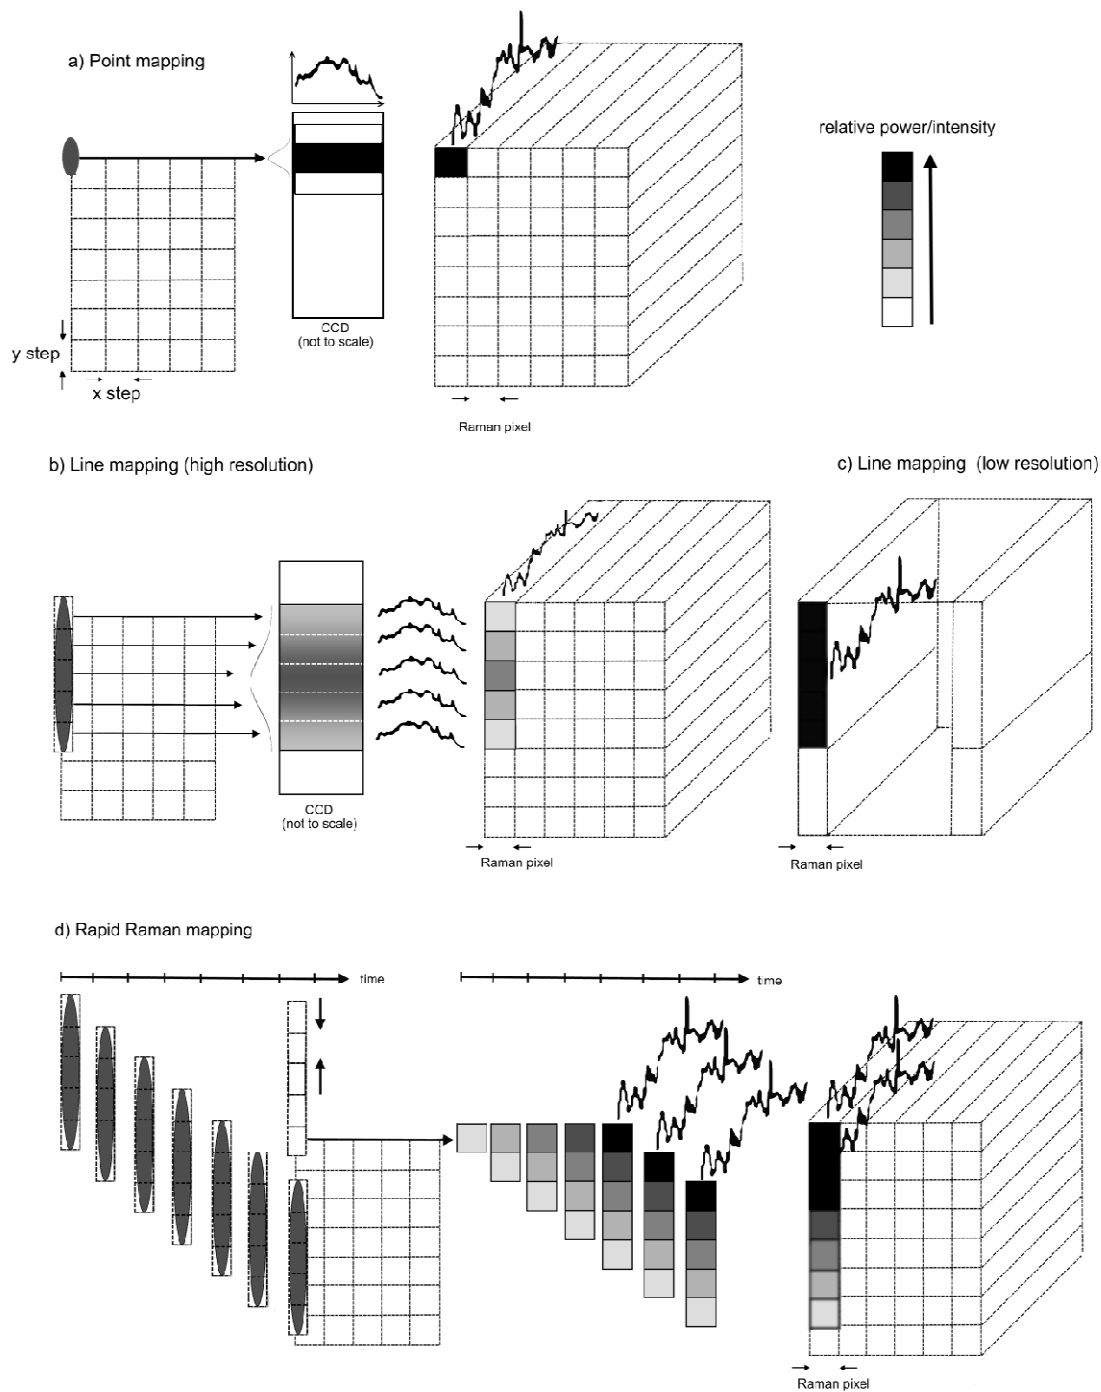 a) Point mapping
relative power/intensity
CCD
(not to scale)
y step
x step
Raman pixel
b) Line mapping (high resolution)
c) Line mapping (low resolution)
CCD
(not to scale)
Raman pixel
Raman pixel
d) Rapid Raman mapping
time
time
Raman pixel